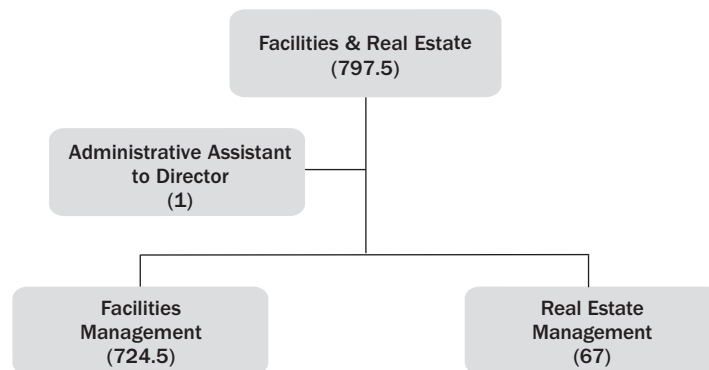 Facilities & Real Estate
(797.5)
Administrative Assistant
to Director
(1)
Facilities
Management
(724.5)
Real Estate
Management
(67)